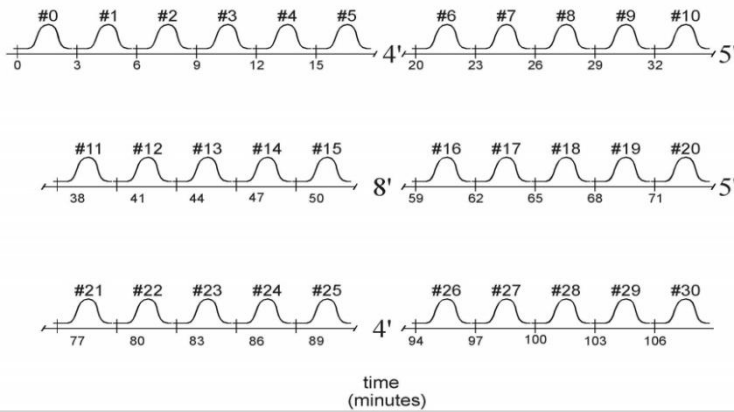 #0 #1 #2 #3 #4 #5 #6 #7 #8 #9 #10
4' 5'
0 3 6 9 12 15 20 23 26 29 32
#11 #12 #13 #14 #15 #16 #17 #18 #19 #20
8' 5'
38 41 44 47 50 59 62 65 68 71
#21 #22 #23 #24 #25 #26 #27 #28 #29 #30
4'
77 80 83 86 89 94 97 100 103 106
time
(minutes)